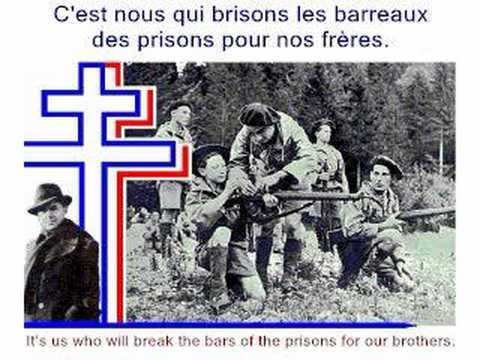 C'est nous qui brisons les barreaux
des prisons pour nos frères.
It's us who will break the bars of the prisons for our brothers.